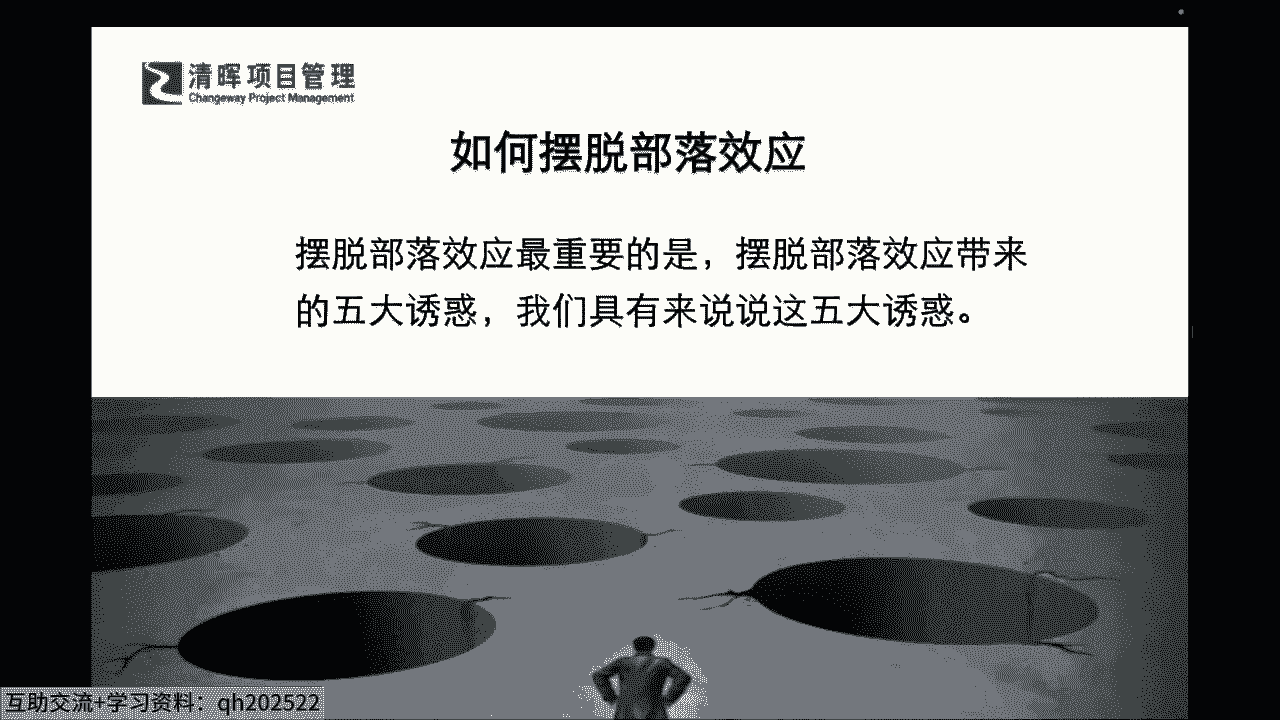 清晖项目管理
Changeway Project Management
如何摆脱部落效应
摆脱部落效应最重要的是，摆脱部落效应带来
的五大诱惑，我们具有来说说这五大诱惑。
互助交流+学习资料：qh202522